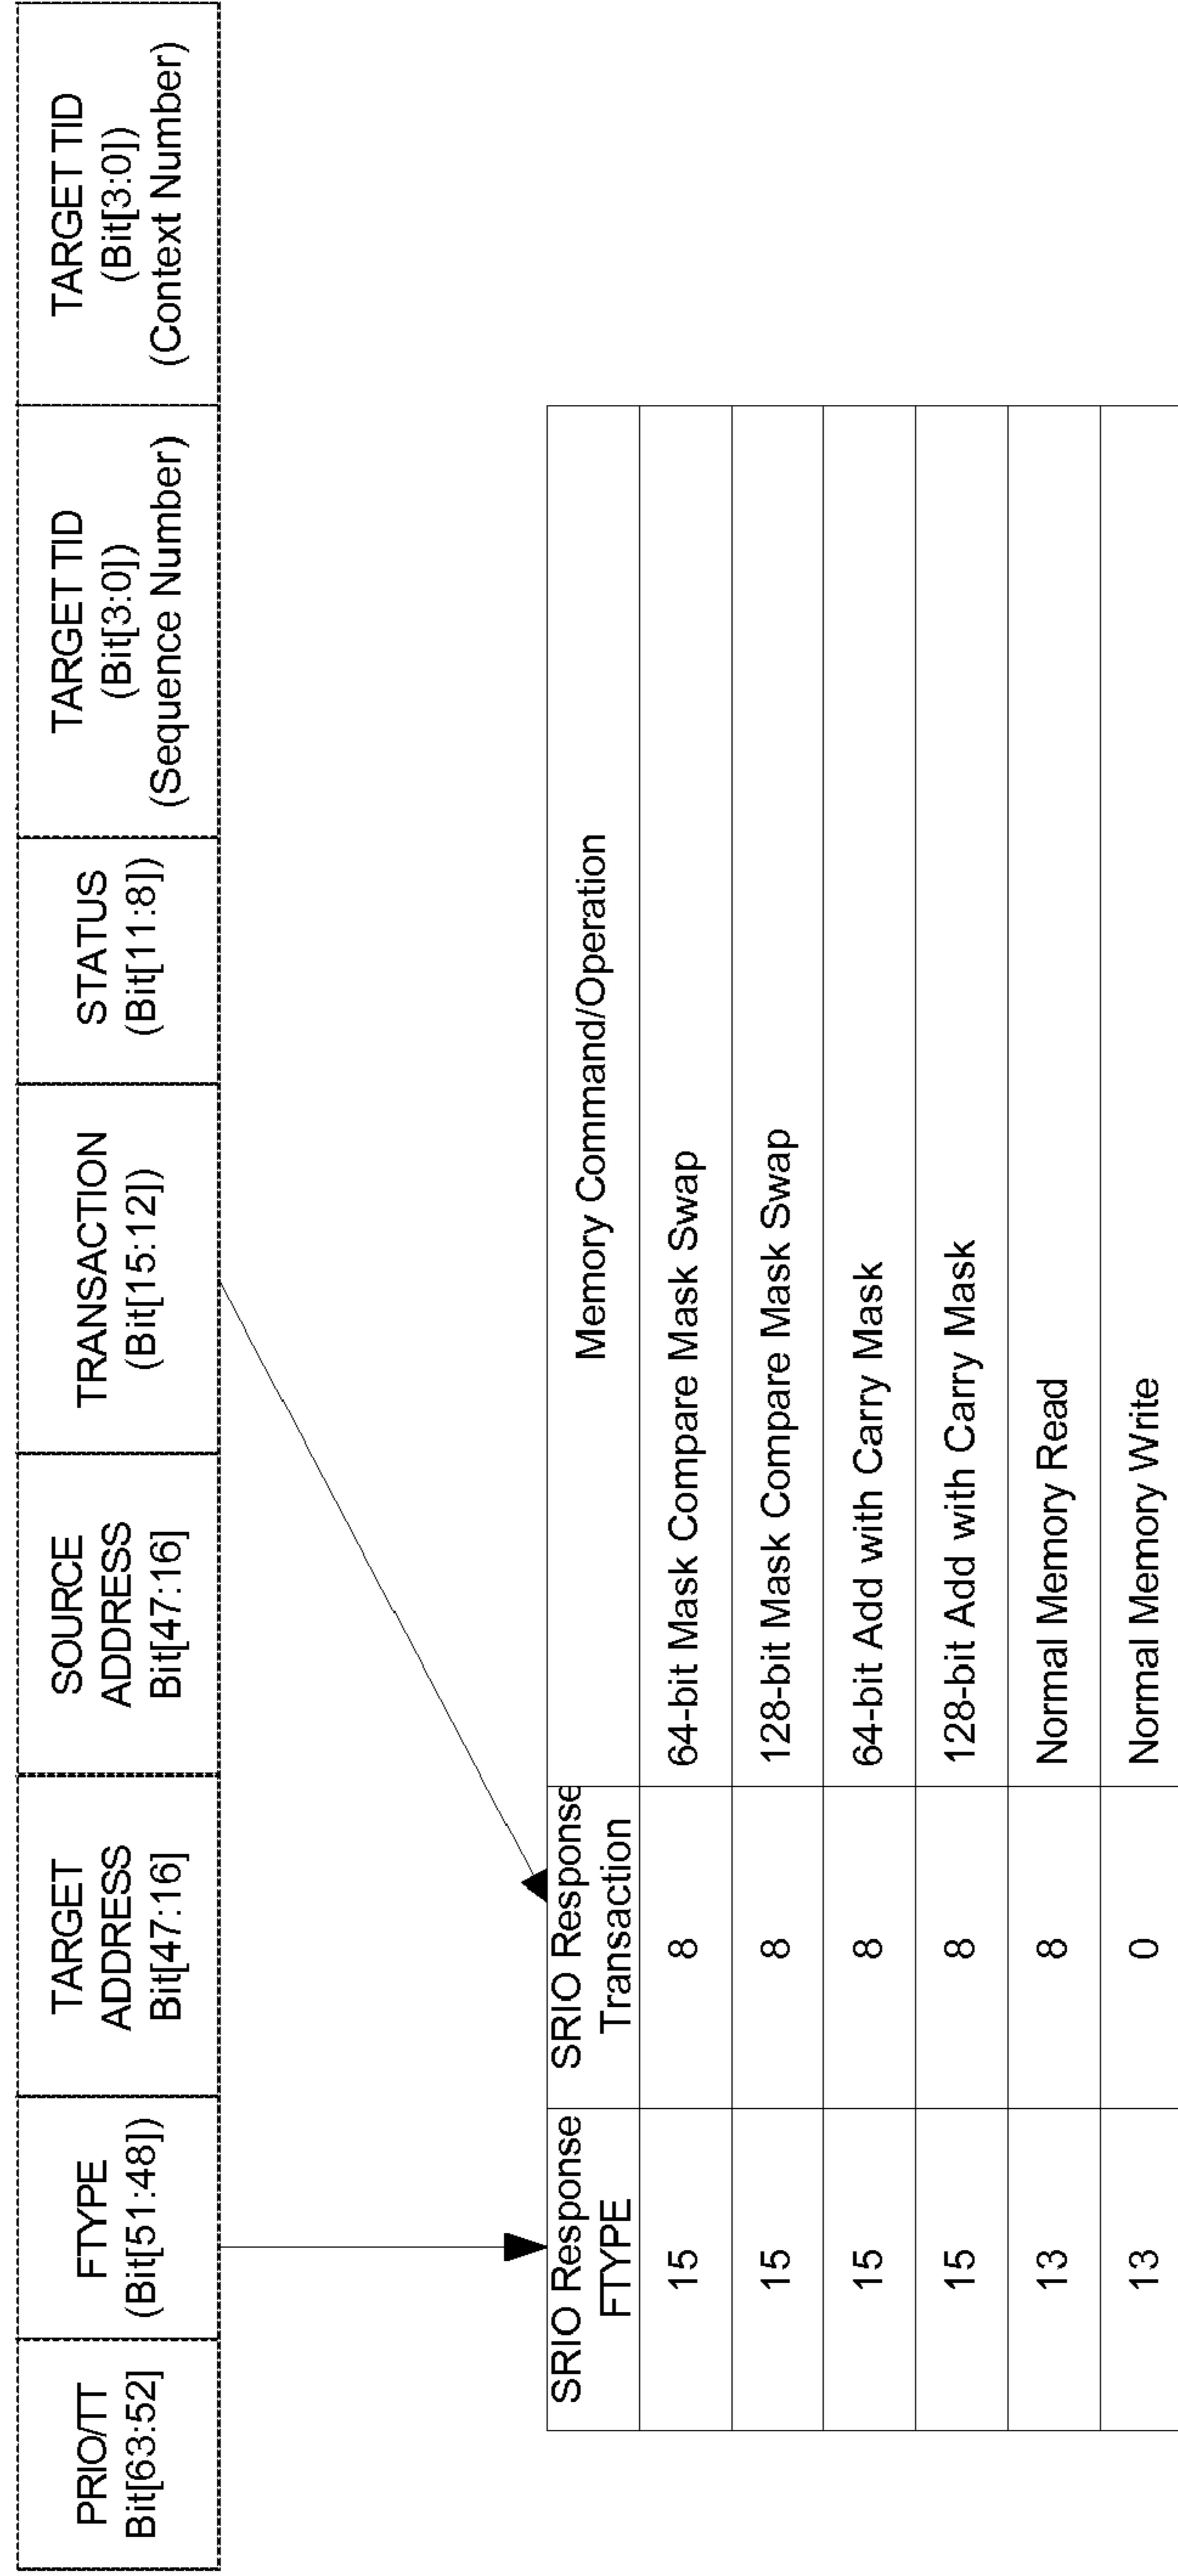 PRIO/TT
Bit[63:52]
FTYPE
(Bit[51:48])
TARGET
ADDRESS
Bit[47:16]
SOURCE
ADDRESS
Bit[47:16]
TRANSACTION
(Bit[15:12])
STATUS
(Bit[11:8])
TARGET TID
(Bit[3:0])
(Sequence Number)
TARGET TID
(Bit[3:0])
(Context Number)
SRIO Response
FTYPE
SRIO Response
Transaction
Memory Command/Operation
15 8 64-bit Mask Compare Mask Swap
15 8 128-bit Mask Compare Mask Swap
15 8 64-bit Add with Carry Mask
15 8 128-bit Add with Carry Mask
13 8 Normal Memory Read
13 0 Normal Memory Write